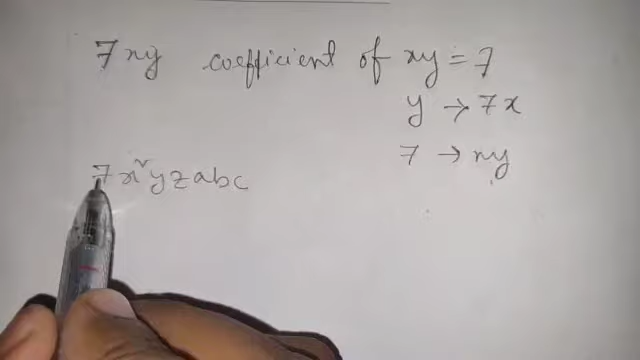 7xy coefficient of xy = 7
y → 7x
7 → xy
7x²yzabc